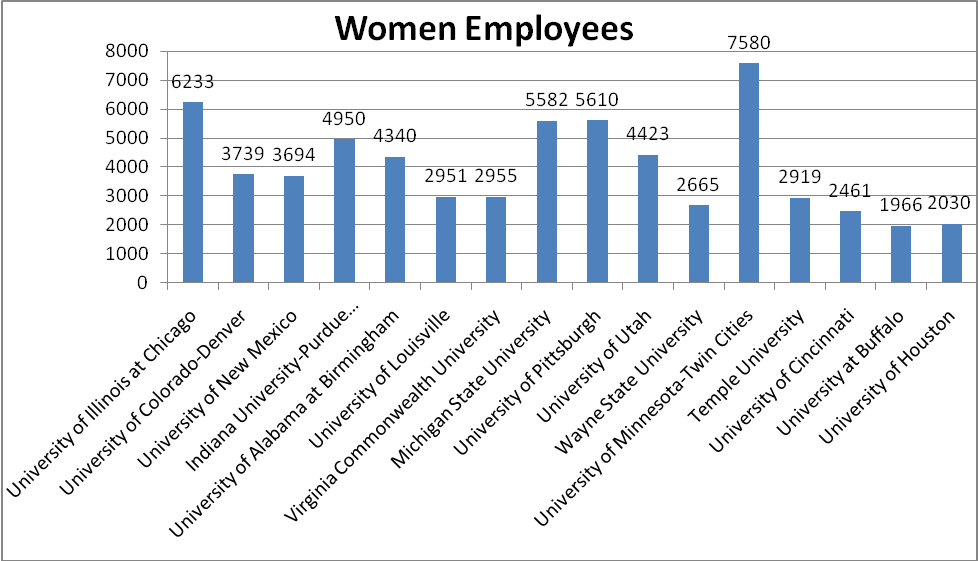 Women Employees
8000
7000
6000
5000
4000
3000
2000
1000
0
6233
3739
3694
4950
4340
2951
2955
5582
5610
4423
2665
7580
2919
2461
1966
2030
University of Illinois at Chicago
University of Colorado-Denver
University of New Mexico
Indiana University-Purdue...
University of Alabama at Birmingham
University of Louisville
Virginia Commonwealth University
Michigan State University
University of Pittsburgh
University of Utah
Wayne State University
University of Minnesota-Twin Cities
Temple University
University of Cincinnati
University at Buffalo
University of Houston